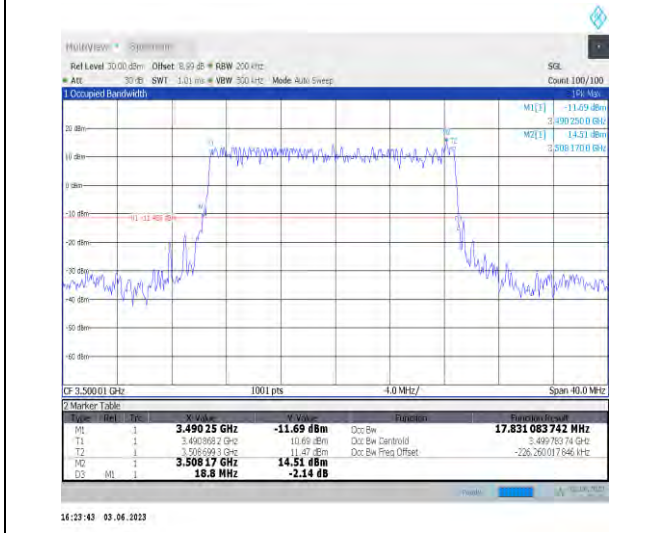 MultiView Spectrum
Ref Level 30.00 dBm Offset 8.99 dB RBW 200 kHz SGL
Att 30 dB SWT 1.01 ms VBW 500 kHz Mode Auto Sweep Count 100/100
1 Occupied Bandwidth 1Pk Max
M1[1] -11.69 dBm
3.490 250 0 GHz
M2[1] 14.51 dBm
3.508 170 0 GHz
20 dBm
10 dBm
0 dBm
-10 dBm
-20 dBm
-30 dBm
-40 dBm
-50 dBm
-60 dBm
T1
T2
CF 3.500 01 GHz 1001 pts 4.0 MHz/ Span 40.0 MHz
2 Marker Table
Type Ref Trc X-Value Y-Value Function Function Result
M1 1 3.490 25 GHz -11.69 dBm Occ Bw 17.831 083 742 MHz
T1 1 3.490 868 2 GHz 10.69 dBm Occ Bw Centroid 3.499 783 74 GHz
T2 1 3.508 699 3 GHz 11.47 dBm Occ Bw Freq Offset -226.260 017 846 kHz
M2 1 3.508 17 GHz 14.51 dBm
D3 M1 1 18.8 MHz -2.14 dB
16:23:43 03.06.2023